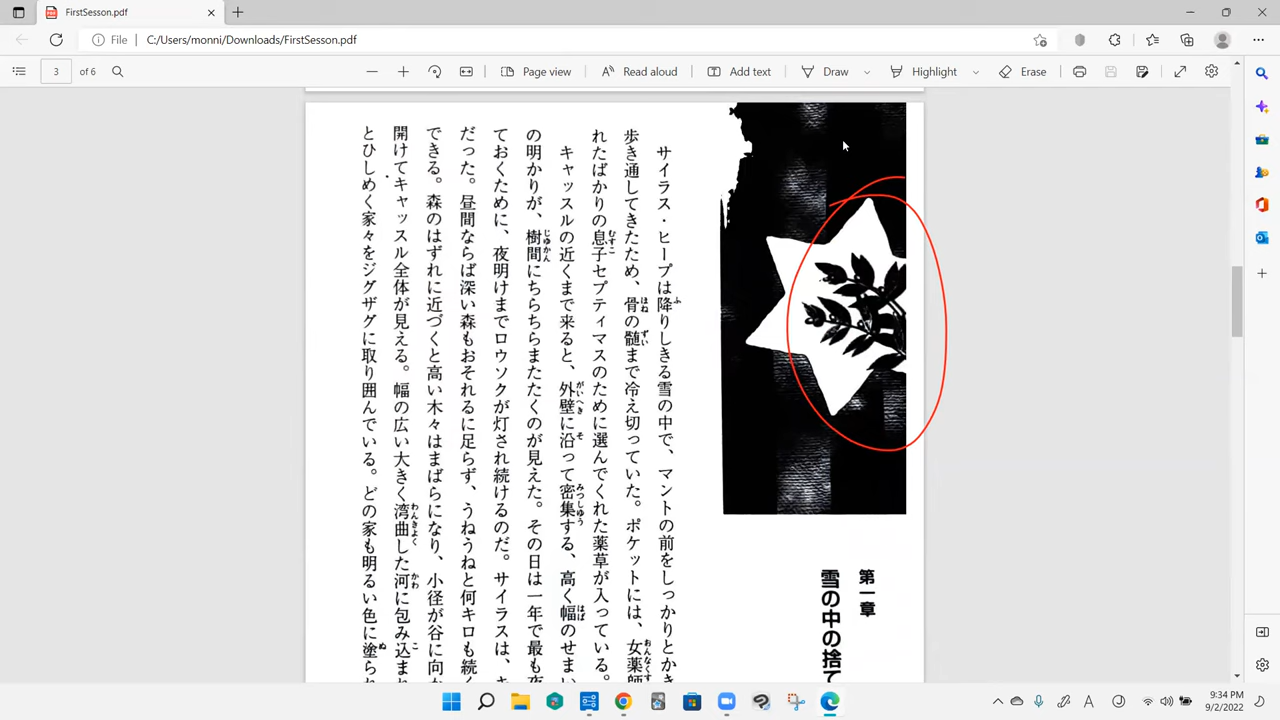 FirstSesson.pdf
File
C:/Users/monni/Downloads/FirstSesson.pdf
3 of 6
Page view
Read aloud
Add text
Draw
Highlight
Erase
第一章
雪の中の捨て
サイラス・ヒープは降りしきる雪の中で、マントの前をしっかりとかき
歩き通してきたため、骨の髄まで冷え切っていた。ポケットには、女薬師
れたばかりの息子セプティマスのために選んでくれた薬草が入っている。
キャッスルの近くまで来ると、外壁に沿って密集する、高く幅のせまい
の明かりが、樹間にちらちらまたたくのが見えた。その日は一年で最も夜
ておくために、夜明けまでロウソクが灯され続けるのだ。サイラスは、キ
だった。昼間ならば深い森もおそれるに足らず、うねうねと何キロも続く
できる。森のはずれに近づくと高い木々はまばらになり、小径が谷に向か
開けてキャッスル全体が見える。幅の広い大きく湾曲した河に包み込まれ
とひしめく家々をジグザグに取り囲んでいる。どの家も明るい色に塗られ
9:34 PM
9/2/2022